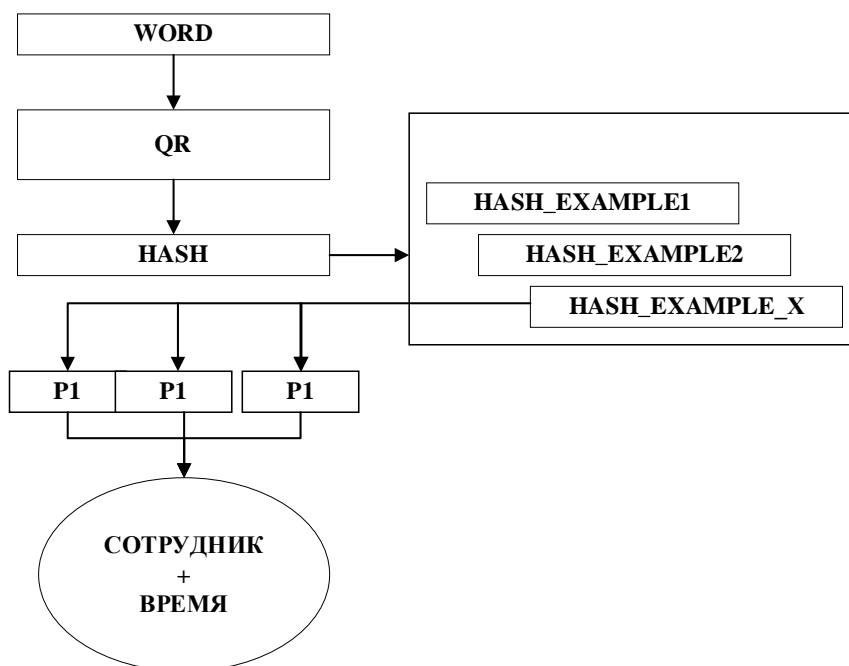 WORD
QR
HASH
HASH_EXAMPLE1
HASH_EXAMPLE2
HASH_EXAMPLE_X
P1
P1
P1
СОТРУДНИК
+
ВРЕМЯ